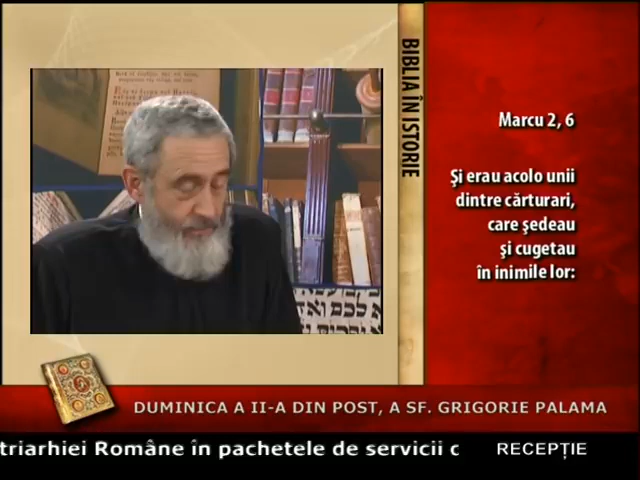 BIBLIA ÎN ISTORIE
Marcu 2, 6
Şi erau acolo unii
dintre cărturari,
care şedeau
şi cugetau
în inimile lor:
DUMINICA A II-A DIN POST, A SF. GRIGORIE PALAMA
triarhiei Române în pachetele de servicii c
RECEPŢIE